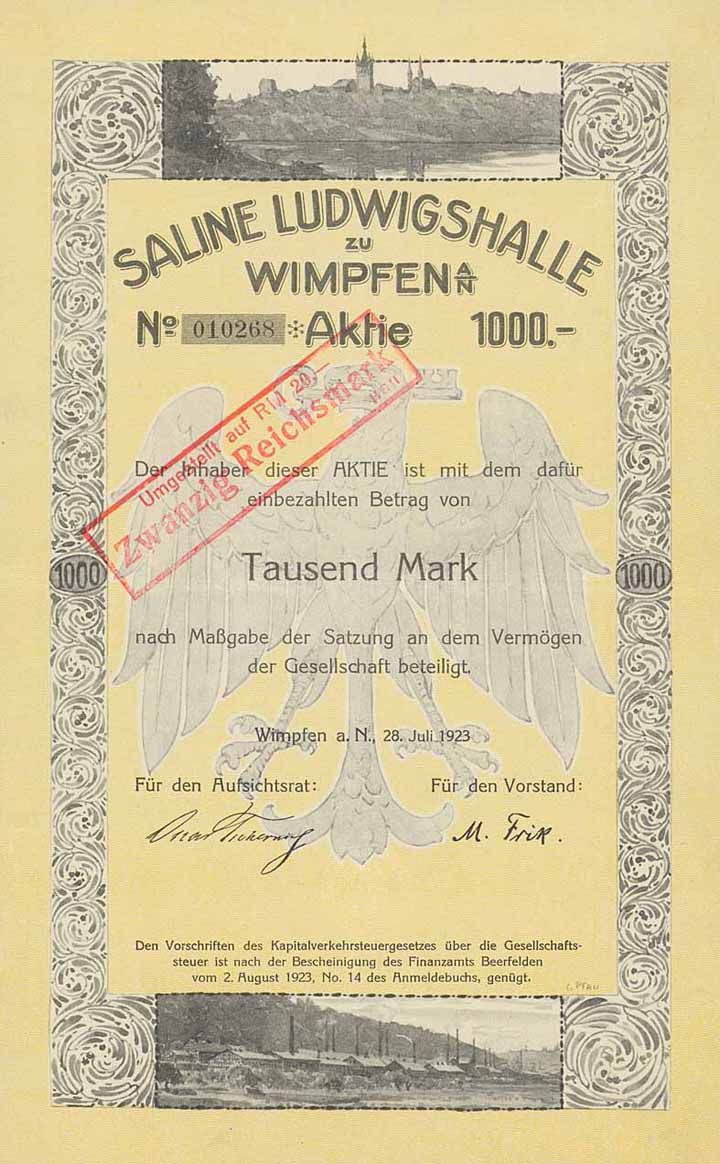 SALINE LUDWIGSHALLE
ZU
WIMPFEN A/N
No 010268 * Aktie 1000.-
Umgestellt auf RM 20.-
Zwanzig Reichsmark
Der Inhaber dieser AKTIE ist mit dem dafür
einbezahlten Betrag von
1000 Tausend Mark 1000
nach Maßgabe der Satzung an dem Vermögen
der Gesellschaft beteiligt.
Wimpfen a. N., 28. Juli 1923
Für den Aufsichtsrat: Für den Vorstand:
M. Frik.
Den Vorschriften des Kapitalverkehrsteuergesetzes über die Gesellschafts-
steuer ist nach der Bescheinigung des Finanzamts Beerfelden
vom 2. August 1923, No. 14 des Anmeldebuchs, genügt.